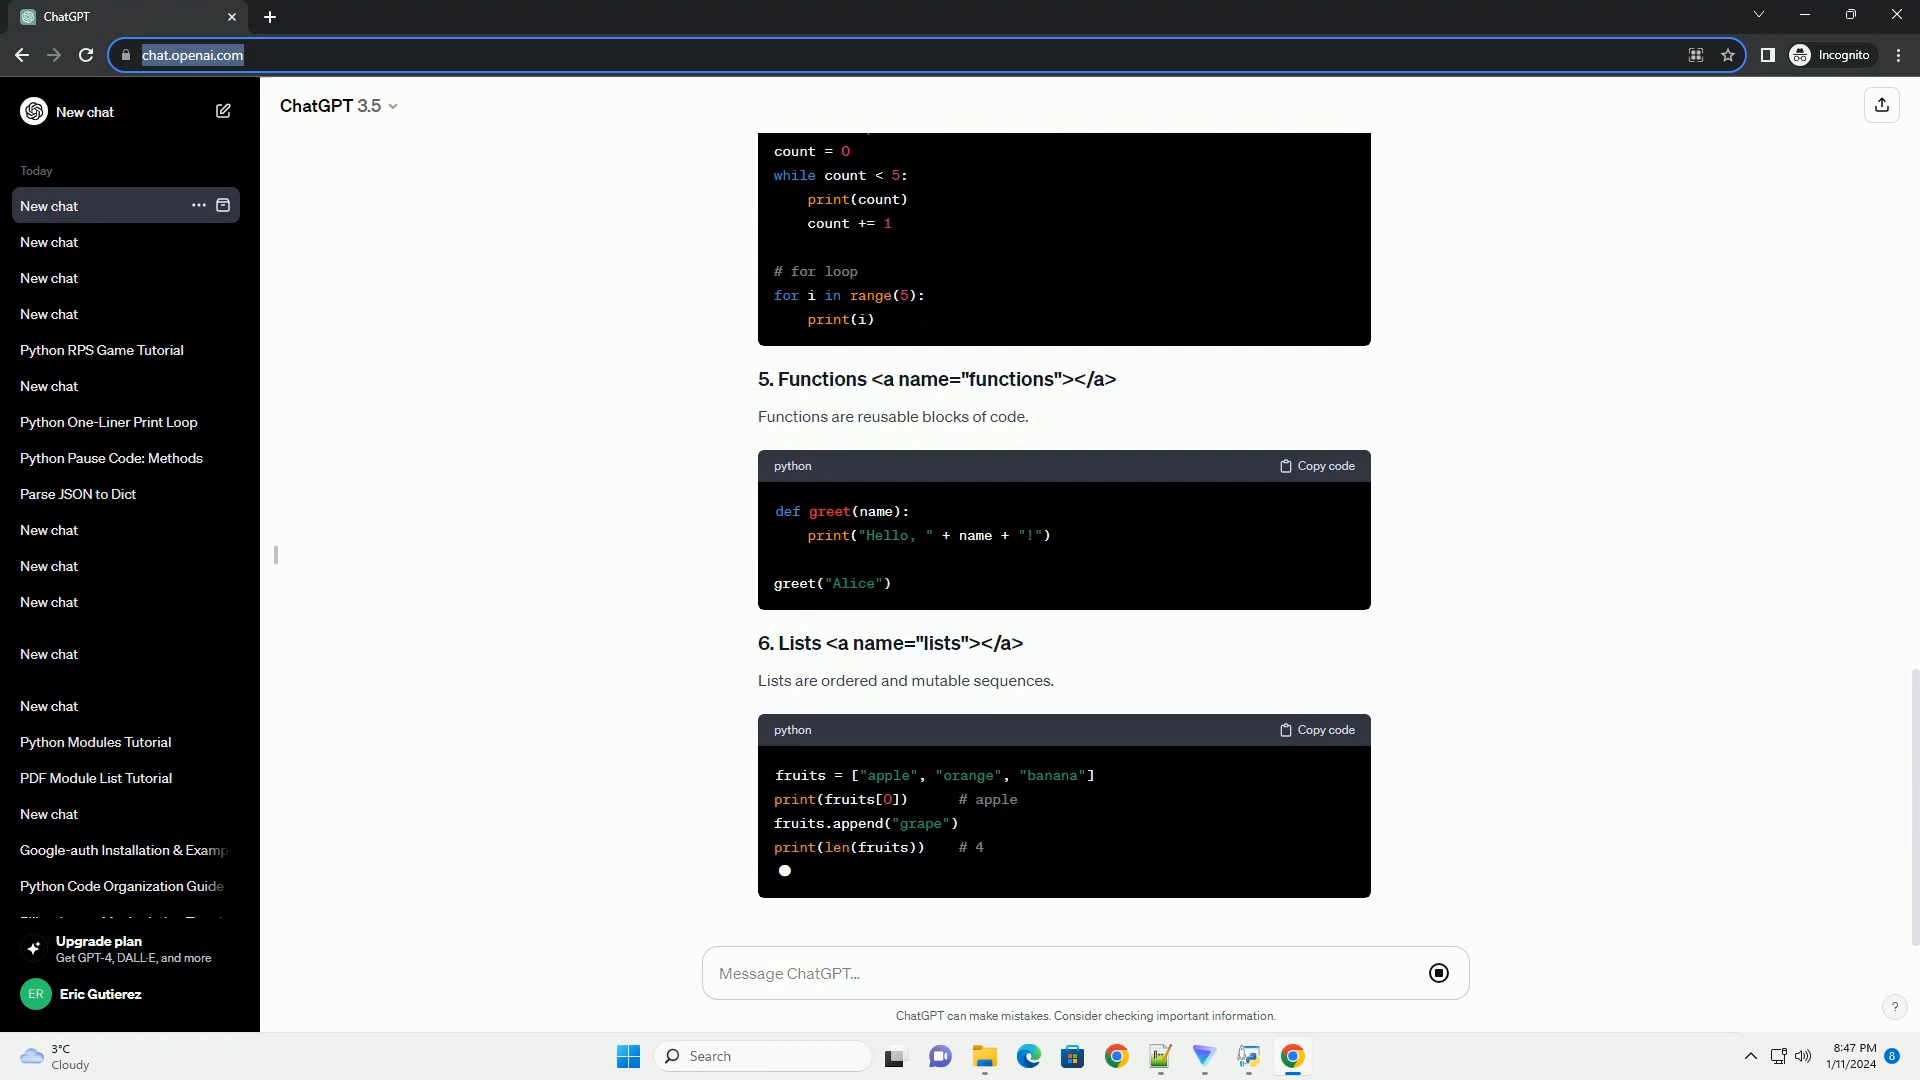 ChatGPT
chat.openai.com
Incognito
New chat
Today
New chat
New chat
New chat
New chat
Python RPS Game Tutorial
New chat
Python One-Liner Print Loop
Python Pause Code: Methods
Parse JSON to Dict
New chat
New chat
New chat
New chat
New chat
Python Modules Tutorial
PDF Module List Tutorial
New chat
Google-auth Installation & Examp
Python Code Organization Guide
Upgrade plan
Get GPT-4, DALL·E, and more
ER
Eric Gutierez
ChatGPT 3.5
count = 0
while count < 5:
print(count)
count += 1
# for loop
for i in range(5):
print(i)
5. Functions <a name="functions"></a>
Functions are reusable blocks of code.
python
Copy code
def greet(name):
print("Hello, " + name + "!")
greet("Alice")
6. Lists <a name="lists"></a>
Lists are ordered and mutable sequences.
python
Copy code
fruits = ["apple", "orange", "banana"]
print(fruits[0]) # apple
fruits.append("grape")
print(len(fruits)) # 4
Message ChatGPT...
ChatGPT can make mistakes. Consider checking important information.
?
3°C
Cloudy
Search
8:47 PM
1/11/2024
8